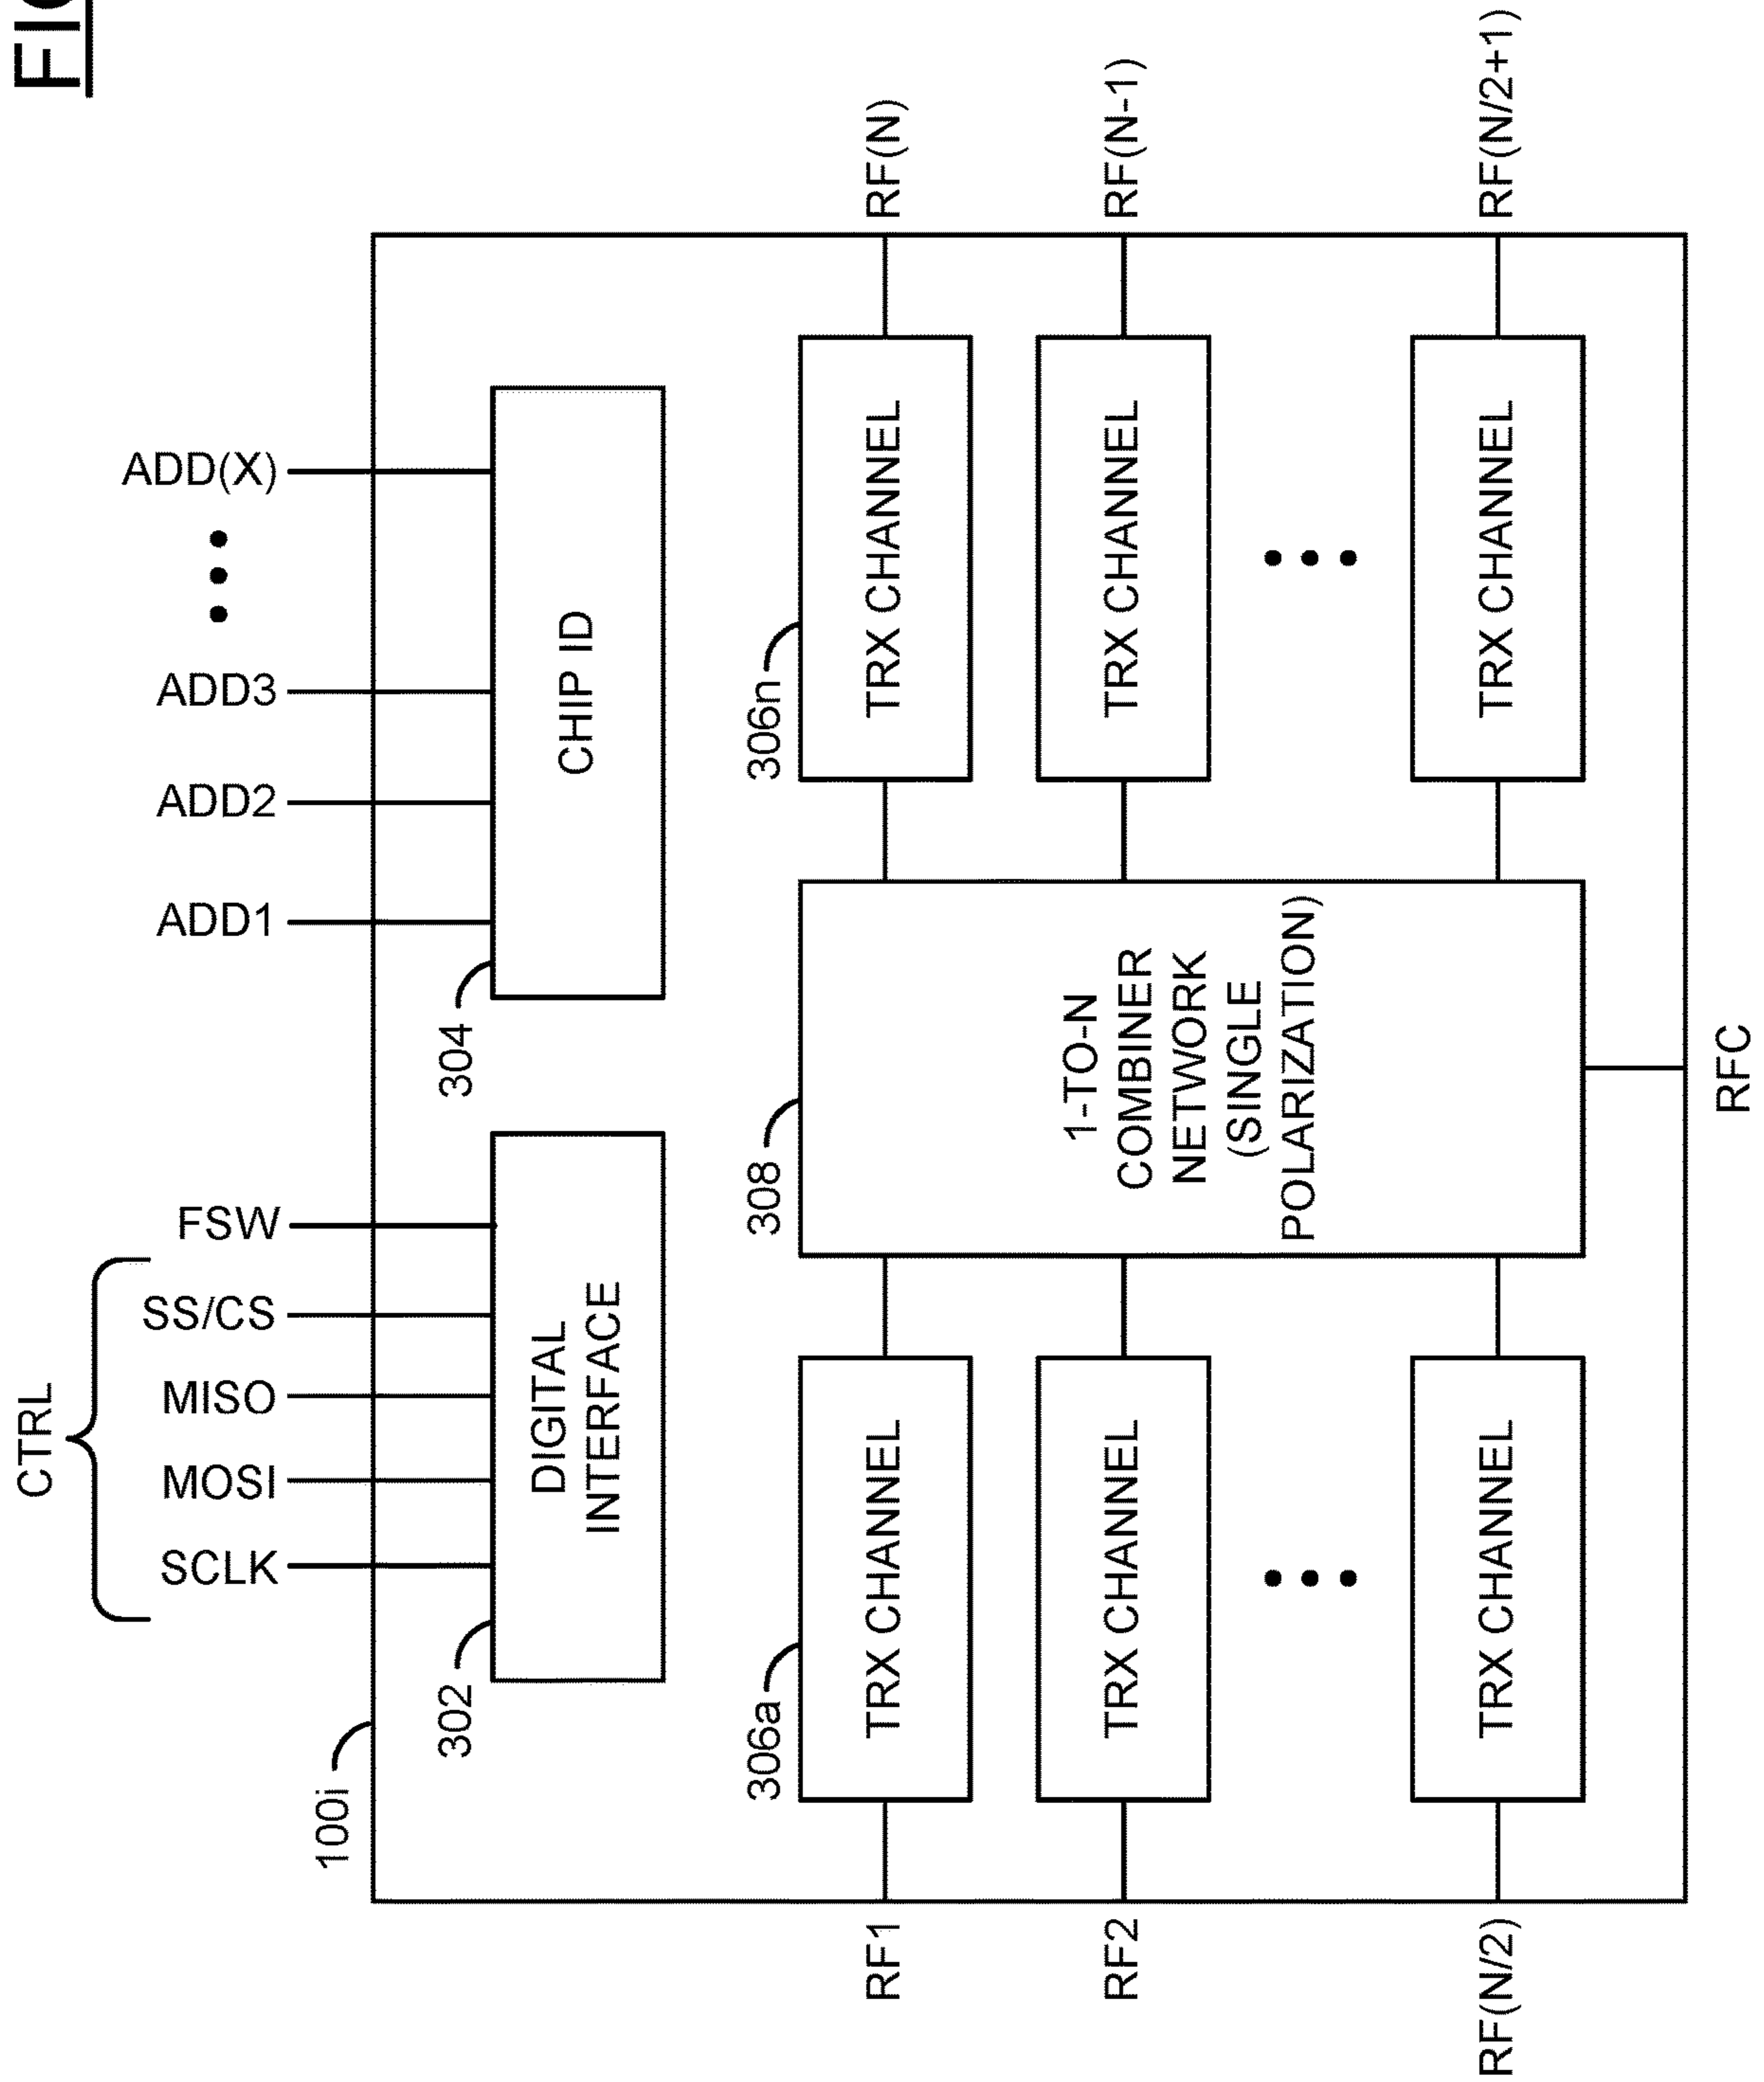 CTRL
SCLK
MOSI
MISO
SS/CS
FSW
ADD1
ADD2
ADD3
ADD(X)
100i
302
DIGITAL
INTERFACE
304
CHIP ID
306a
TRX CHANNEL
308
1-TO-N
COMBINER
NETWORK
(SINGLE
POLARIZATION)
306n
TRX CHANNEL
RF1
RF(N)
RF2
TRX CHANNEL
TRX CHANNEL
RF(N-1)
RF(N/2)
TRX CHANNEL
TRX CHANNEL
RF(N/2+1)
RFC